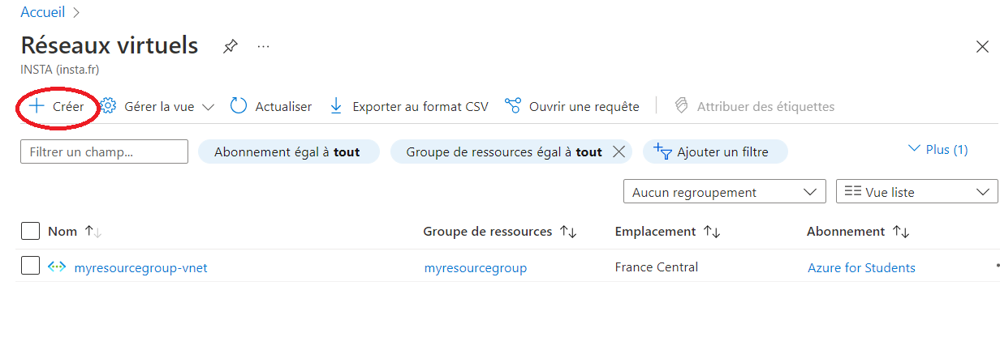 Accueil
Réseaux virtuels
INSTA (insta.fr)
Créer Gérer la vue Actualiser Exporter au format CSV Ouvrir une requête Attribuer des étiquettes
Filtrer un champ... Abonnement égal à tout Groupe de ressources égal à tout Ajouter un filtre Plus (1)
Aucun regroupement Vue liste
Nom Groupe de ressources Emplacement Abonnement
myresourcegroup-vnet myresourcegroup France Central Azure for Students